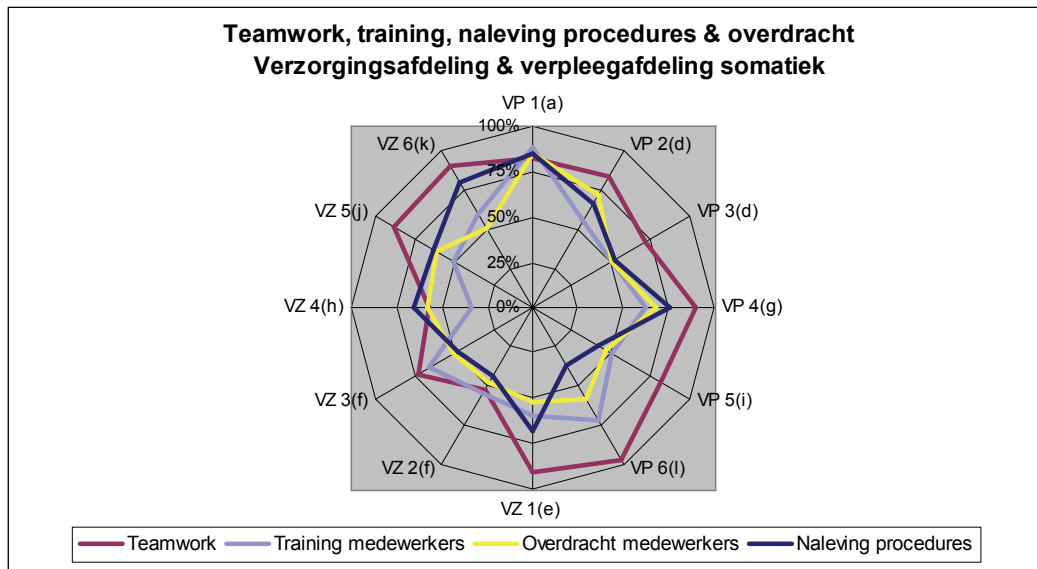 Teamwork, training, naleving procedures & overdracht
Verzorgingsafdeling & verpleegafdeling somatiek
VP 1(a)
100%
VZ 6(k)
VP 2(d)
75%
VZ 5(j)
VP 3(d)
50%
25%
VZ 4(h)
0%
VP 4(g)
VZ 3(f)
VP 5(i)
VZ 2(f)
VP 6(l)
VZ 1(e)
Teamwork
Training medewerkers
Overdracht medewerkers
Naleving procedures